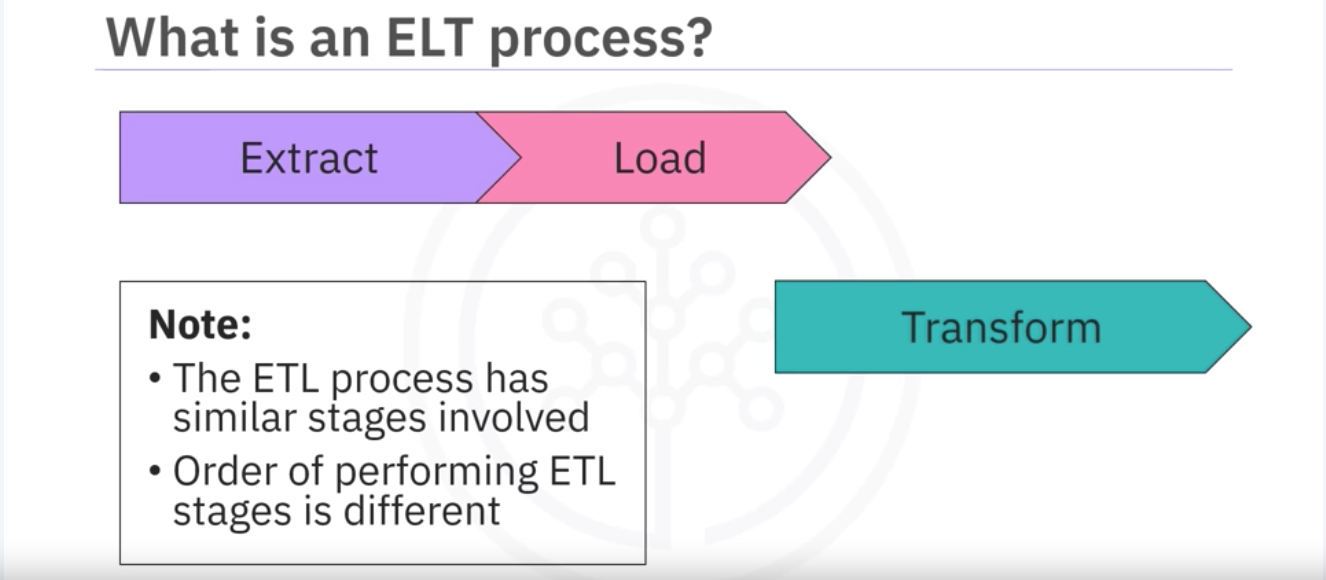 What is an ELT process?
Extract
Load
Transform
Note:
• The ETL process has
similar stages involved
• Order of performing ETL
stages is different